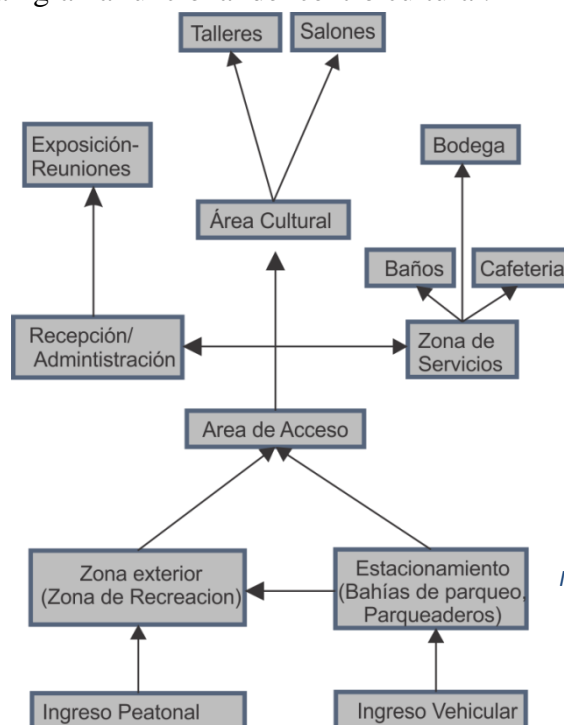 Talleres
Salones
Exposición-
Reuniones
Bodega
Área Cultural
Baños
Cafeteria
Recepción/
Admintistración
Zona de
Servicios
Area de Acceso
Zona exterior
(Zona de Recreacion)
Estacionamiento
(Bahías de parqueo,
Parqueaderos)
Ingreso Peatonal
Ingreso Vehicular